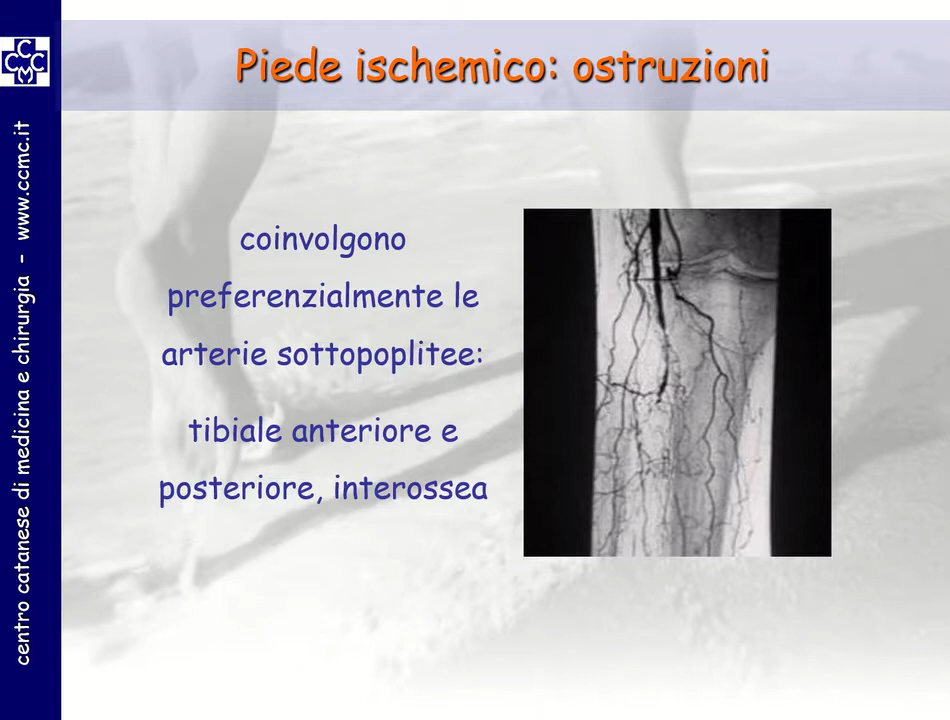 Piede ischemico: ostruzioni
coinvolgono
preferenzialmente le
arterie sottopoplitee:
tibiale anteriore e
posteriore, interossea
C
C C
M
centro catanese di medicina e chirurgia - www.ccmc.it